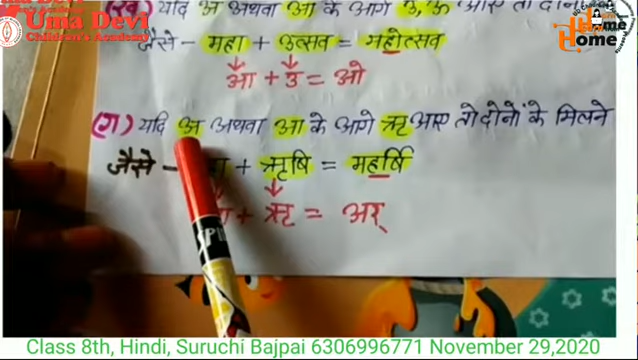 Uma Devi
Children's Academy
Home
(ख) यदि अ अथवा आ के आगे उ, ऊ आए तो दोनों
जैसे - महा + उत्सव = महोत्सव
आ + उ = ओ
(ग) यदि अ अथवा आ के आगे ऋ आए तो दोनों के मिलने
जैसे - + ऋषि = महर्षि
+ ऋ = अर्
Class 8th, Hindi, Suruchi Bajpai 6306996771 November 29,2020